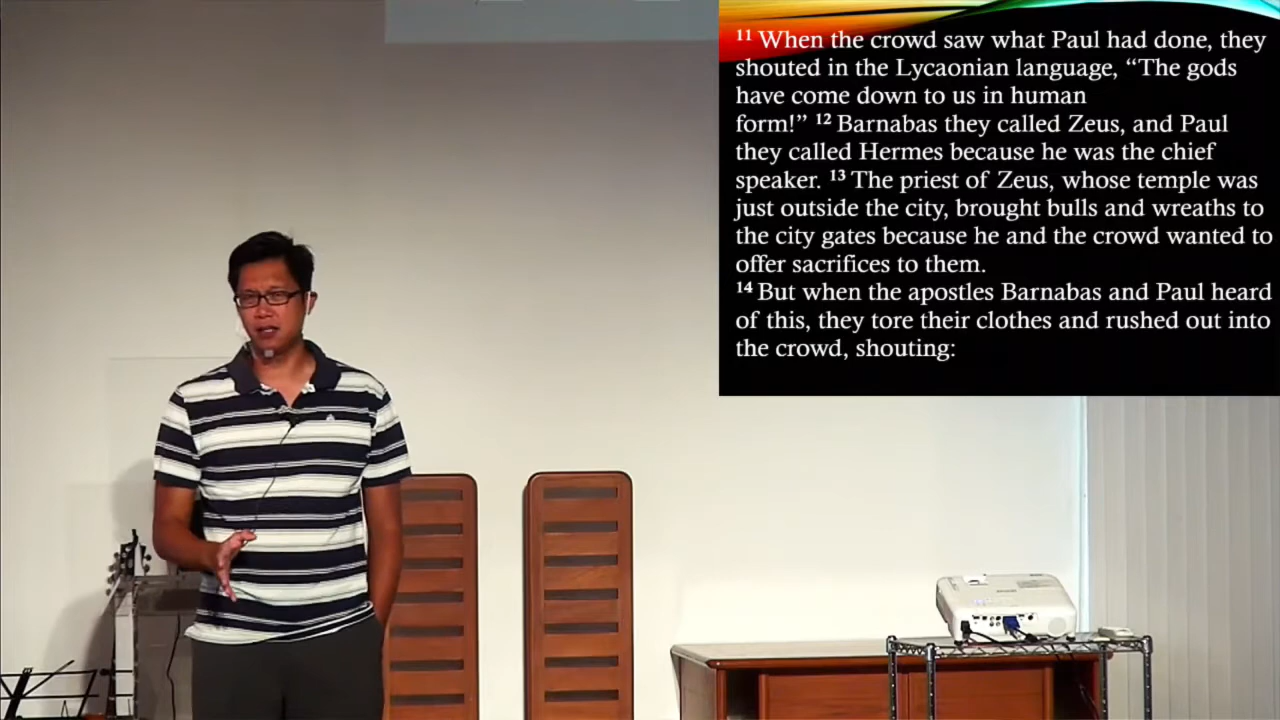 ¹¹ When the crowd saw what Paul had done, they
shouted in the Lycaonian language, “The gods
have come down to us in human
form!” ¹² Barnabas they called Zeus, and Paul
they called Hermes because he was the chief
speaker. ¹³ The priest of Zeus, whose temple was
just outside the city, brought bulls and wreaths to
the city gates because he and the crowd wanted to
offer sacrifices to them.
¹⁴ But when the apostles Barnabas and Paul heard
of this, they tore their clothes and rushed out into
the crowd, shouting: